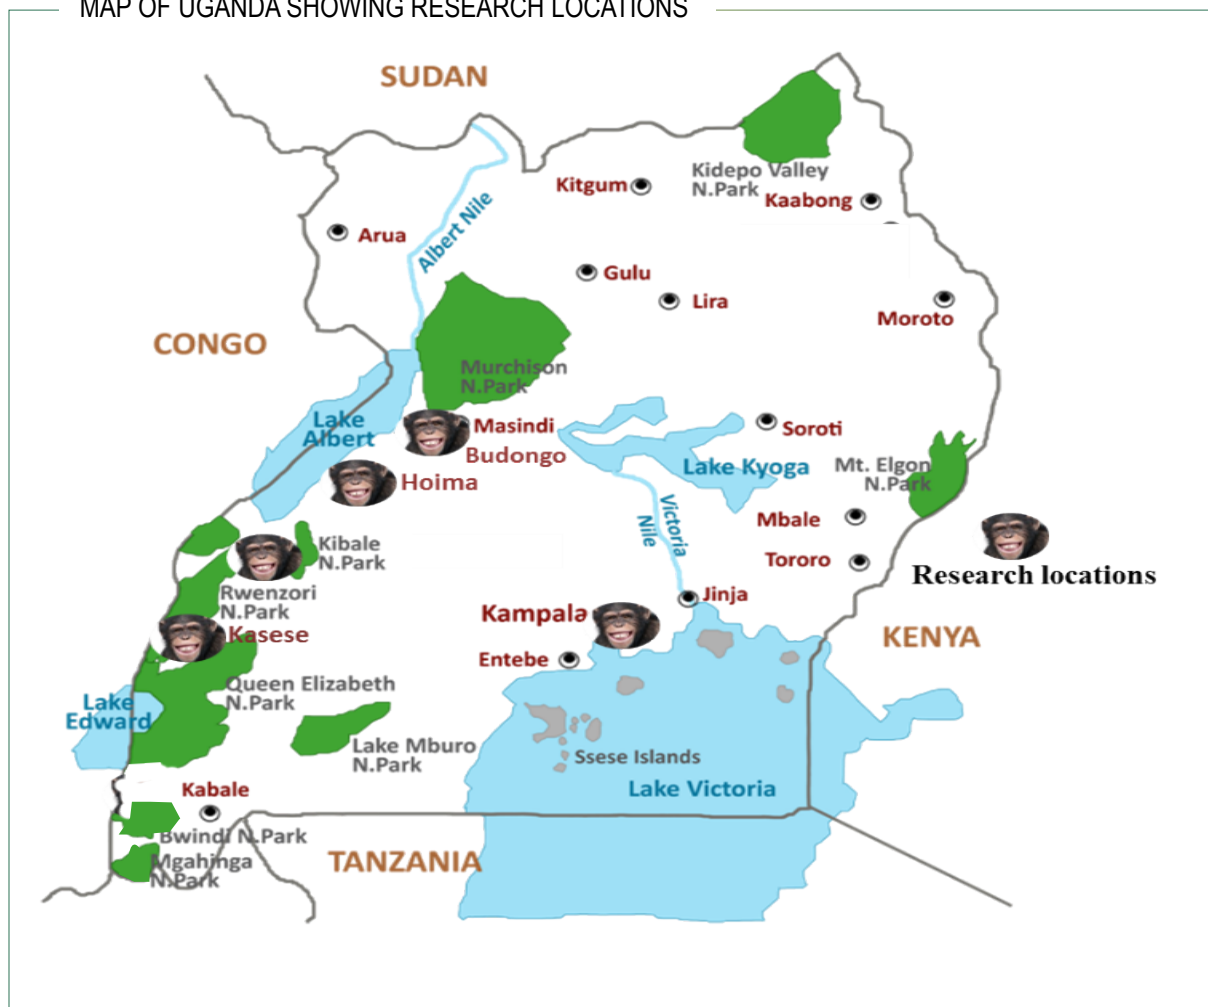 MAP OF UGANDA SHOWING RESEARCH LOCATIONS
SUDAN
Kidepo Valley
N.Park
Kitgum
Kaabong
Albert Nile
Arua
Gulu
Lira
Moroto
CONGO
Murchison
N.Park
Lake
Albert
Masindi
Budongo
Soroti
Lake Kyoga
Mt. Elgon
N.Park
Hoima
Victoria
Nile
Mbale
Kibale
N.Park
Tororo
Research locations
Rwenzori
N.Park
Jinja
Kampala
Kasese
KENYA
Entebe
Queen Elizabeth
N.Park
Lake
Edward
Lake Mburo
N.Park
Ssese Islands
Kabale
Lake Victoria
Bwindi N.Park
Mgahinga
N.Park
TANZANIA